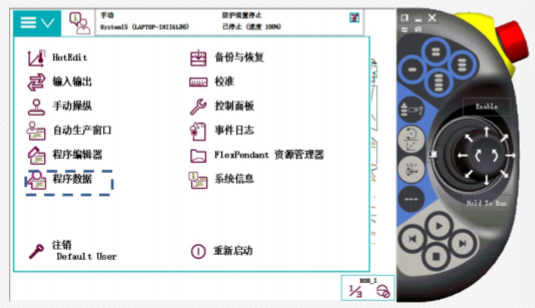 手动
System15 (LAPTOP-INI1GLB6)
防护装置停止
已停止 (速度 100%)
HotEdit
备份与恢复
输入输出
校准
手动操纵
控制面板
自动生产窗口
事件日志
程序编辑器
FlexPendant 资源管理器
程序数据
系统信息
注销
Default User
重新启动
ROB_1
1/3
Enable
Hold To Run